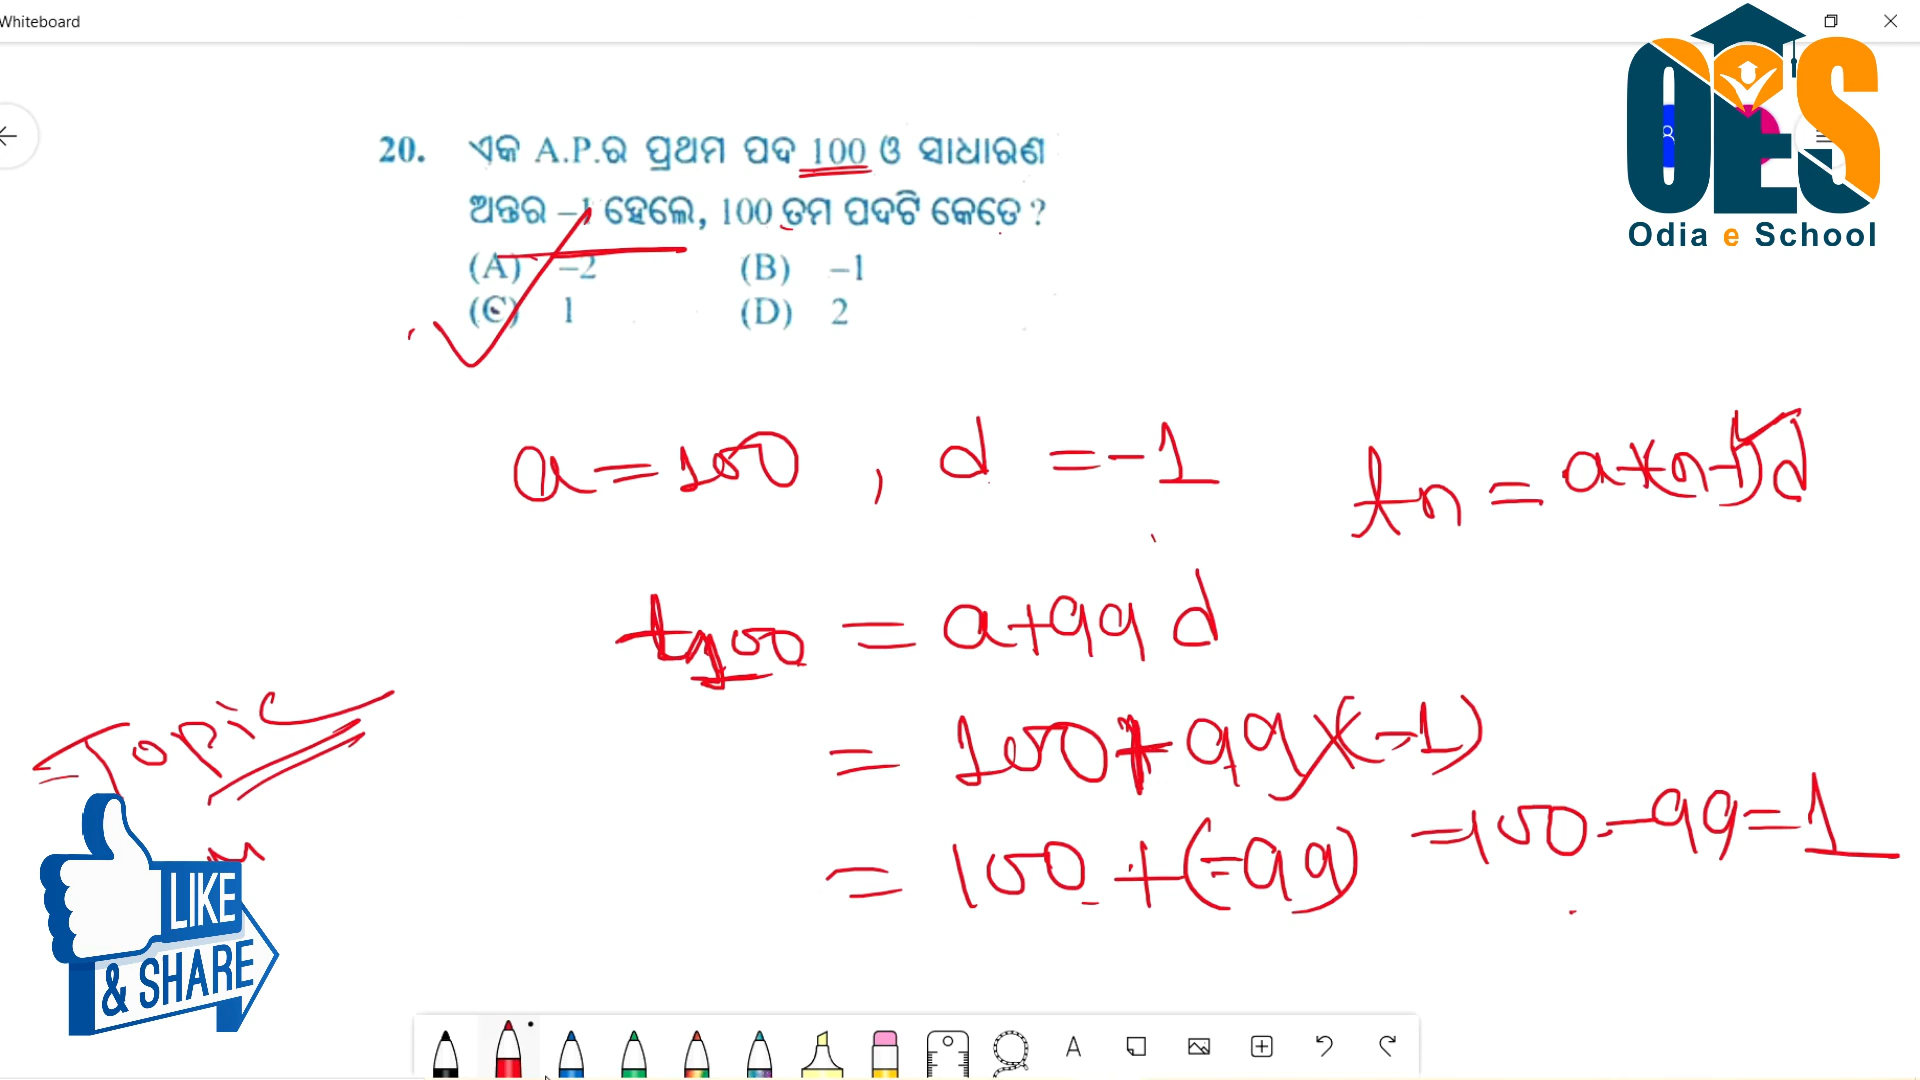 Whiteboard
OES
Odia e School
20. ଏକ A.P.ର ପ୍ରଥମ ପଦ 100 ଓ ସାଧାରଣ
ଅନ୍ତର –1 ହେଲେ, 100 ତମ ପଦଟି କେତେ ?
(A) –2 (B) –1
(C) 1 (D) 2
a = 100 , d = -1 tn = a+(n-1)d
t100 = a+99 d
= 100+99×(-1)
= 100 + (-99) = 100 - 99 = 1
Topic
LIKE
& SHARE
A